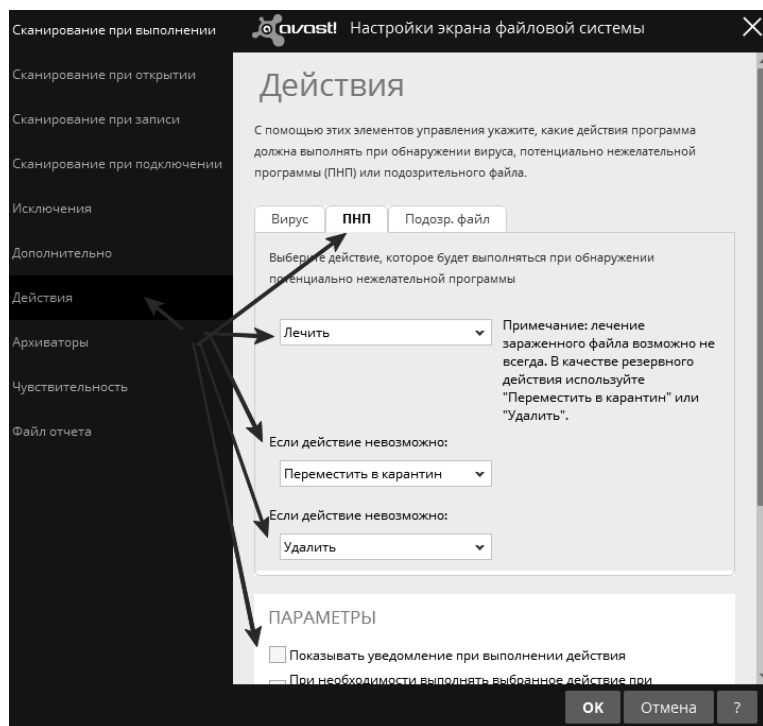 avast! Настройки экрана файловой системы
Сканирование при выполнении
Сканирование при открытии
Сканирование при записи
Сканирование при подключении
Исключения
Дополнительно
Действия
Архиваторы
Чувствительность
Файл отчета
Действия
С помощью этих элементов управления укажите, какие действия программа
должна выполнять при обнаружении вируса, потенциально нежелательной
программы (ПНП) или подозрительного файла.
Вирус ПНП Подозр. файл
Выберите действие, которое будет выполняться при обнаружении
потенциально нежелательной программы
Лечить
Примечание: лечение
зараженного файла возможно не
всегда. В качестве резервного
действия используйте
"Переместить в карантин" или
"Удалить".
Если действие невозможно:
Переместить в карантин
Если действие невозможно:
Удалить
ПАРАМЕТРЫ
Показывать уведомление при выполнении действия
При необходимости выполнять выбранное действие при
ОК Отмена ?